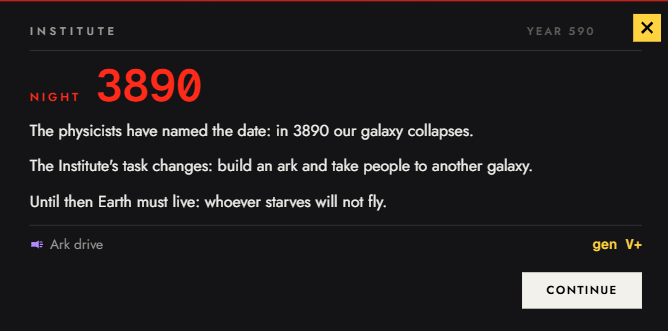 INSTITUTE
YEAR 590
NIGHT 3890
The physicists have named the date: in 3890 our galaxy collapses.
The Institute's task changes: build an ark and take people to another galaxy.
Until then Earth must live: whoever starves will not fly.
Ark drive
gen V+
CONTINUE